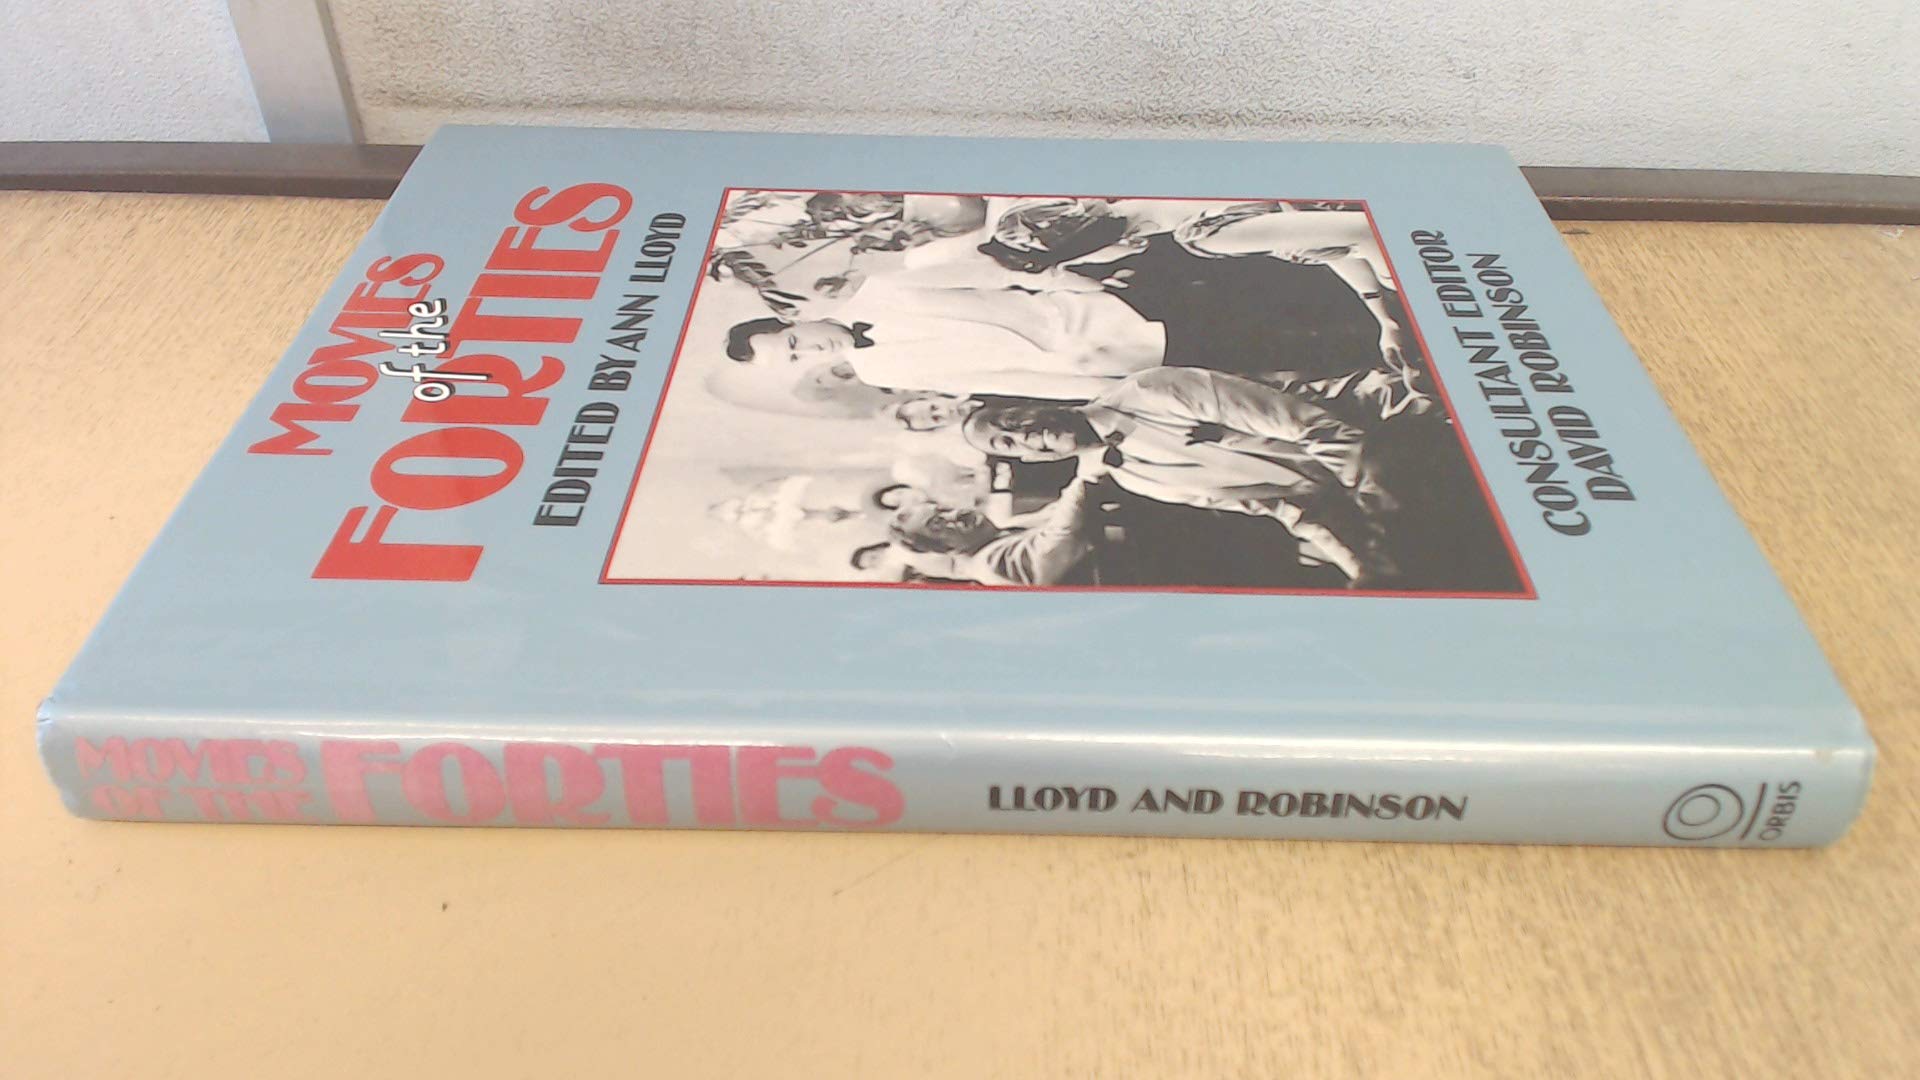 MOVIES
of the
FORTIES
EDITED BY ANN LLOYD
CONSULTANT EDITOR
DAVID ROBINSON
MOVIES
OF THE
FORTIES
LLOYD AND ROBINSON
ORBIS